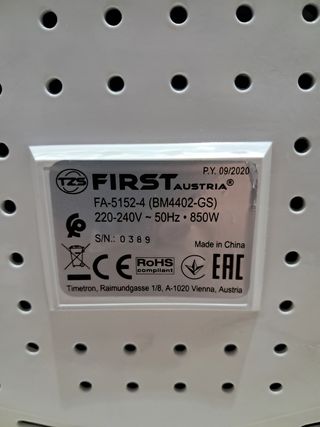 P.Y. 09/2020
TZS FIRST AUSTRIA®
FA-5152-4 (BM4402-GS)
220-240V ~ 50Hz • 850W
S/N.: 0389
Made in China
CE RoHS compliant EAC
Timetron, Raimundgasse 1/8, A-1020 Vienna, Austria